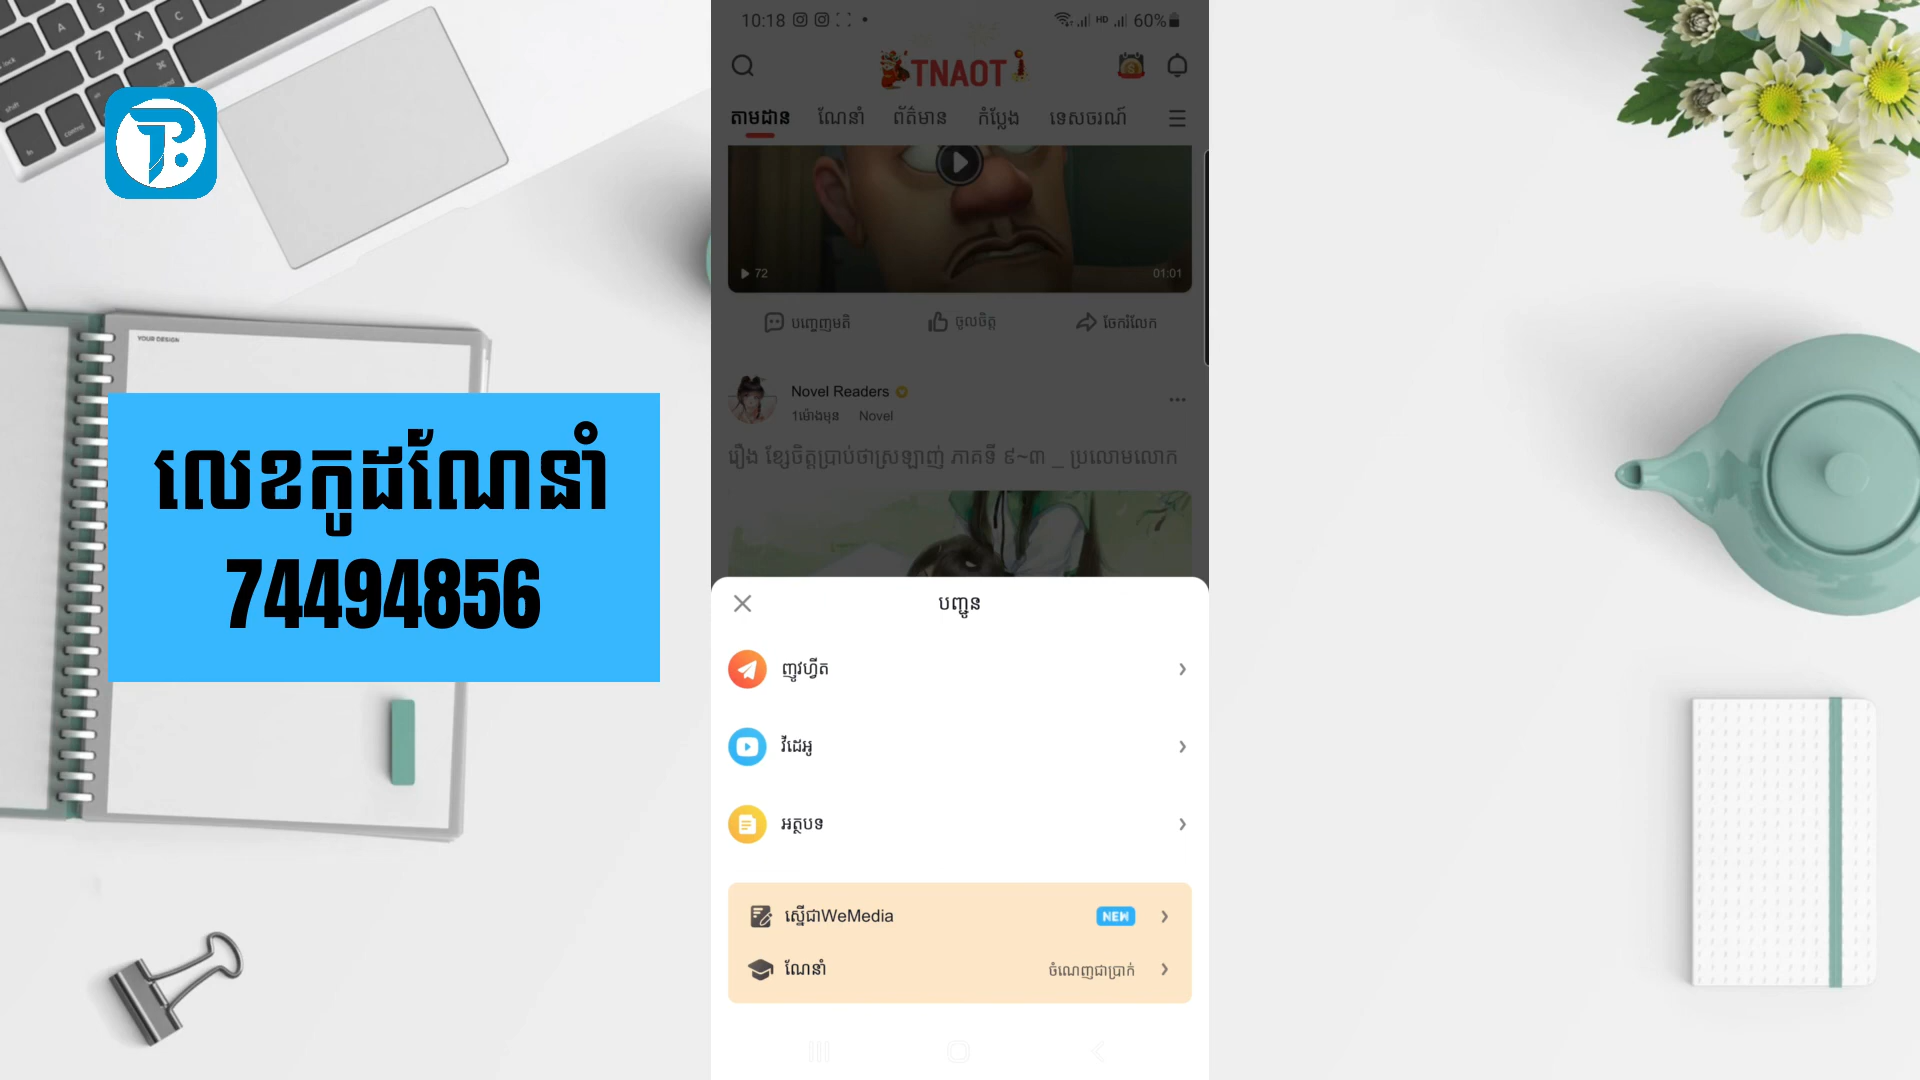 YOUR DESIGN
លេខកូដណែនាំ
74494856
10:18
HD
60%
TNAOT
តាមដាន ណែនាំ ព័ត៌មាន កំប្លែង ទេសចរណ៍
72
01:01
បញ្ចេញមតិ ចូលចិត្ត ចែករំលែក
Novel Readers
1ម៉ោងមុន Novel
រឿង ខ្សែចិត្តប្រាប់ថាស្រឡាញ់ ភាគទី ៩~៣ _ ប្រលោមលោក
បញ្ជូន
ញូវហ្វីត
វីដេអូ
អត្ថបទ
ស្នើជាWeMedia NEW
ណែនាំ ចំណេញជាប្រាក់